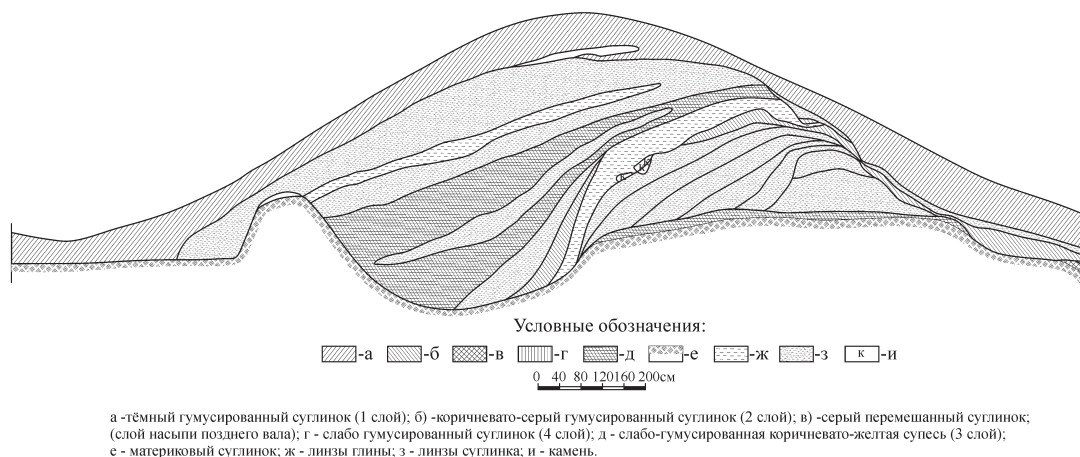 к
к
Условные обозначения:
-а -б -в -г -д -е -ж -з к -и
0 40 80 120160 200см
а -тёмный гумусированный суглинок (1 слой); б) -коричневато-серый гумусированный суглинок (2 слой); в) -серый перемешанный суглинок;
(слой насыпи позднего вала); г - слабо гумусированный суглинок (4 слой); д - слабо-гумусированная коричневато-желтая супесь (3 слой);
е - материковый суглинок; ж - линзы глины; з - линзы суглинка; и - камень.